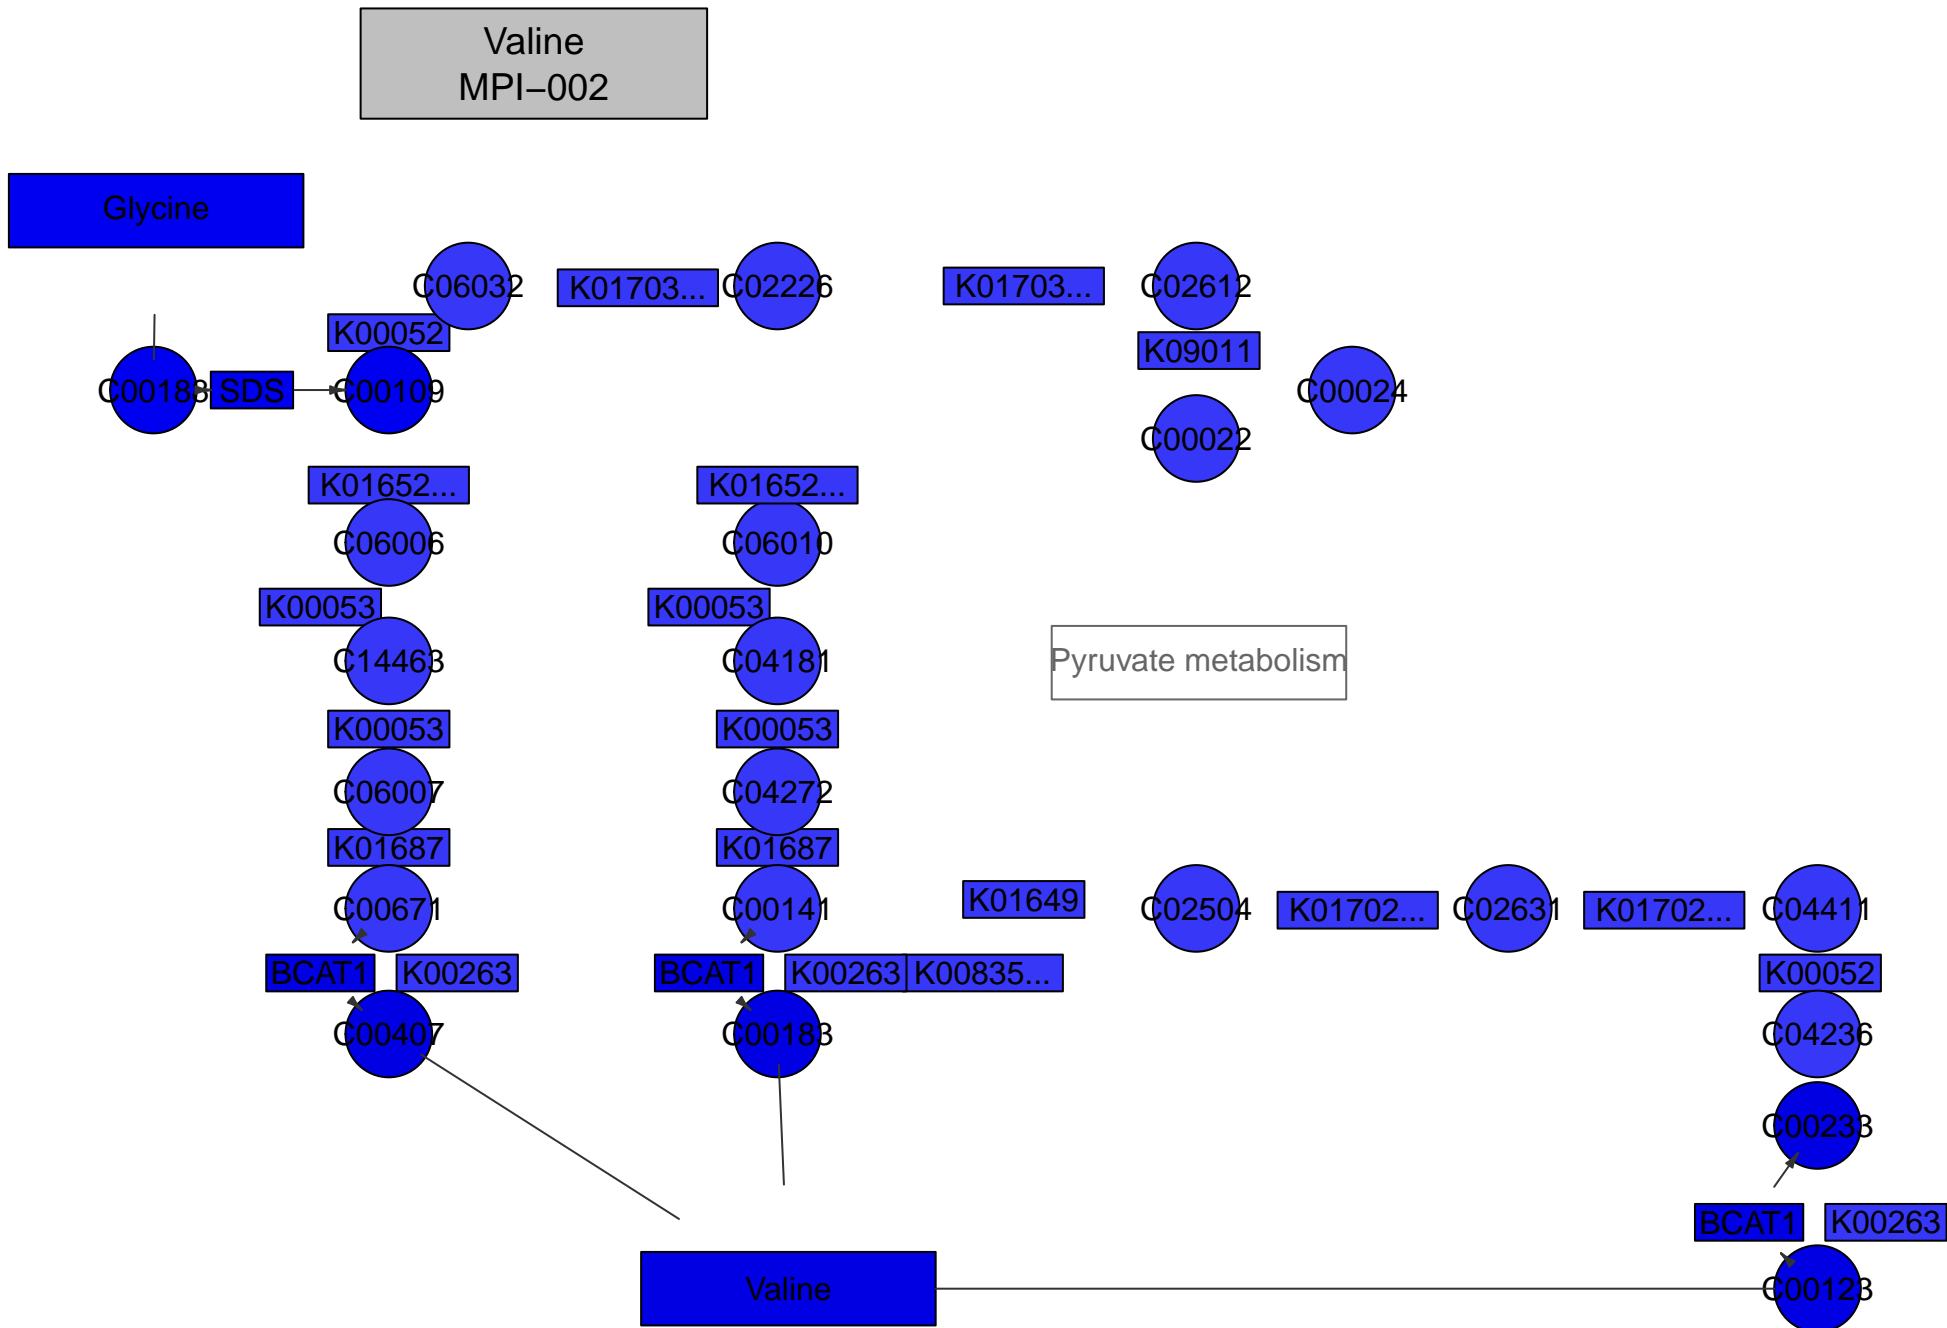 Valine
MPI−002
Glycine
C06032
K01703...
C02226
K01703...
C02612
K00052
K09011
C00188
SDS
C00109
C00024
C00022
K01652...
K01652...
C06006
C06010
K00053
K00053
C14463
C04181
Pyruvate metabolism
K00053
K00053
C06007
C04272
K01687
K01687
C00671
C00141
K01649
C02504
K01702...
C02631
K01702...
C04411
BCAT1
K00263
BCAT1
K00263
K00835...
K00052
C00407
C00183
C04236
C00233
BCAT1
K00263
Valine
C00123